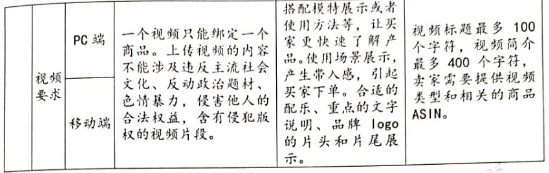 视频
要求
PC 端
移动端
一个视频只能绑定一个
商品。上传视频的内容
不能涉及违反主流社会
文化、反动政治题材、
色情暴力，侵害他人的
合法权益，含有侵犯版
权的视频片段。
搭配模特展示或者
使用方法等，让买
家更快速了解产
品。使用场景展示，
产生带入感，引起
买家下单。合适的
配乐、重点的文字
说明、品牌 logo
的片头和片尾展
示。
视频标题最多 100
个字符，视频简介
最多 400 个字符，
卖家需要提供视频
类型和相关的商品
ASIN。